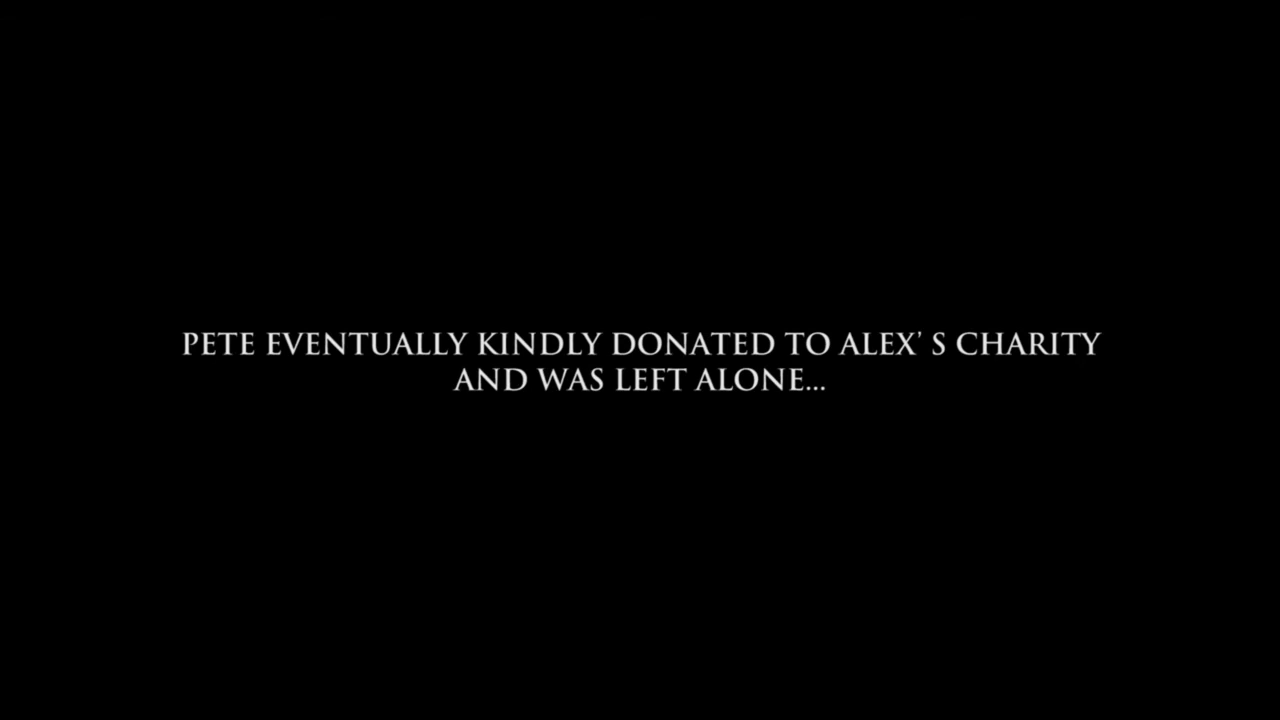 PETE EVENTUALLY KINDLY DONATED TO ALEX' S CHARITY
AND WAS LEFT ALONE...